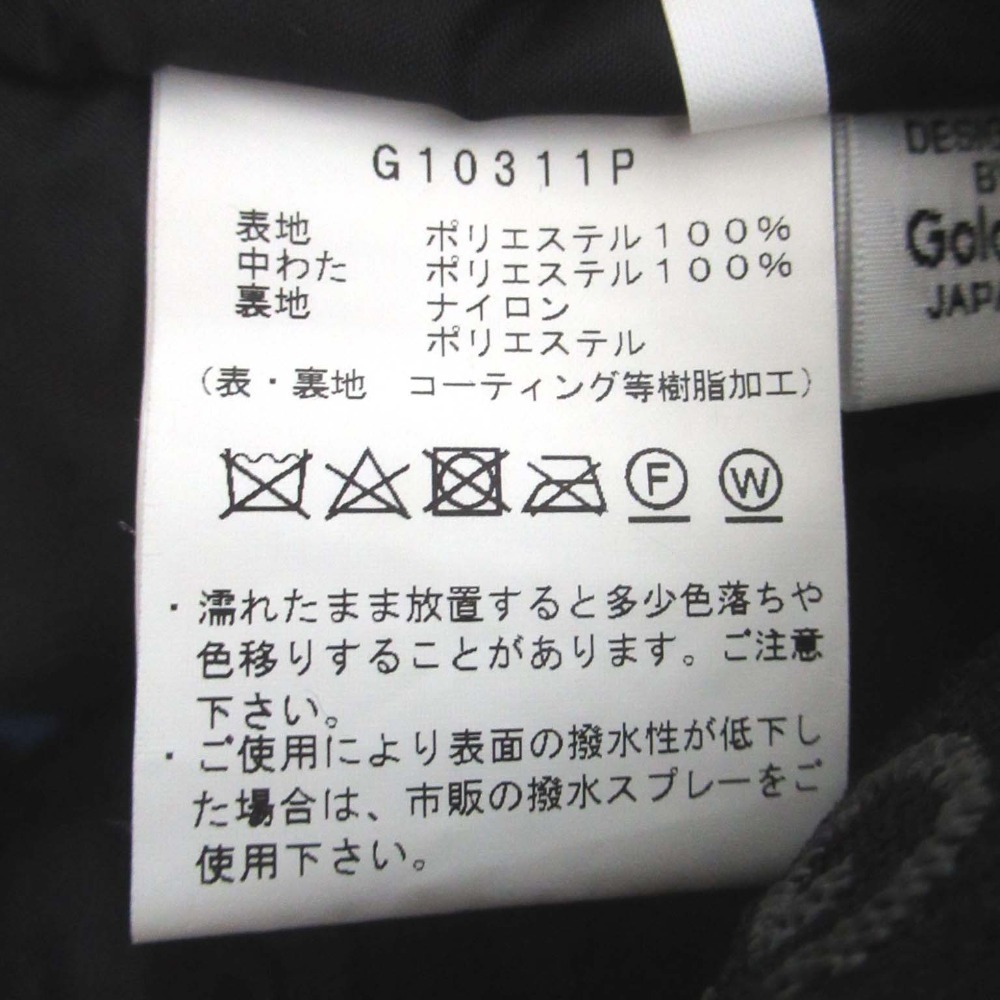 G10311P
表地 ポリエステル１００％
中わた ポリエステル１００％
裏地 ナイロン
ポリエステル
（表・裏地 コーティング等樹脂加工）
F W
・濡れたまま放置すると多少色落ちや
色移りすることがあります。ご注意
下さい。
・ご使用により表面の撥水性が低下し
た場合は、市販の撥水スプレーをご
使用下さい。